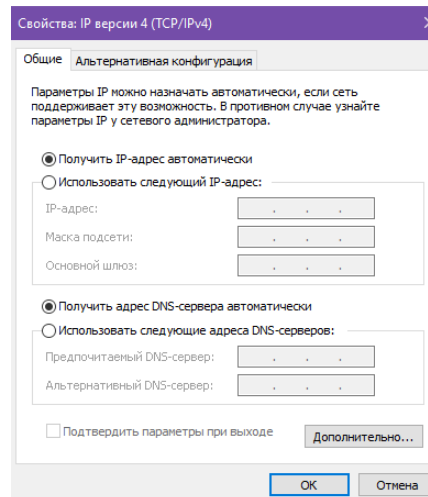 Свойства: IP версии 4 (TCP/IPv4)
Общие Альтернативная конфигурация
Параметры IP можно назначать автоматически, если сеть
поддерживает эту возможность. В противном случае узнайте
параметры IP у сетевого администратора.
Получить IP-адрес автоматически
Использовать следующий IP-адрес:
IP-адрес:
Маска подсети:
Основной шлюз:
Получить адрес DNS-сервера автоматически
Использовать следующие адреса DNS-серверов:
Предпочитаемый DNS-сервер:
Альтернативный DNS-сервер:
Подтвердить параметры при выходе
Дополнительно...
ОК Отмена